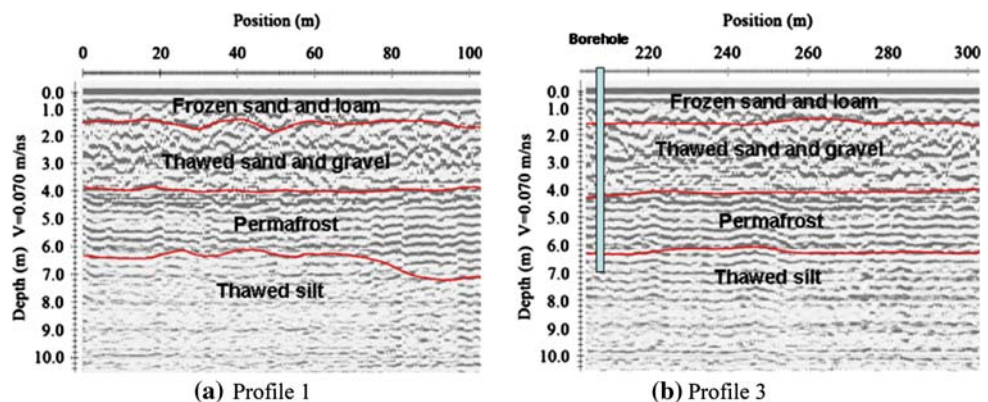 Position (m)
0 20 40 60 80 100
Depth (m) V=0.070 m/ns
0.0
1.0
2.0
3.0
4.0
5.0
6.0
7.0
8.0
9.0
10.0
Frozen sand and loam
Thawed sand and gravel
Permafrost
Thawed silt
(a) Profile 1
Position (m)
Borehole
220 240 260 280 300
Depth (m) V=0.070 m/ns
0.0
1.0
2.0
3.0
4.0
5.0
6.0
7.0
8.0
9.0
10.0
Frozen sand and loam
Thawed sand and gravel
Permafrost
Thawed silt
(b) Profile 3